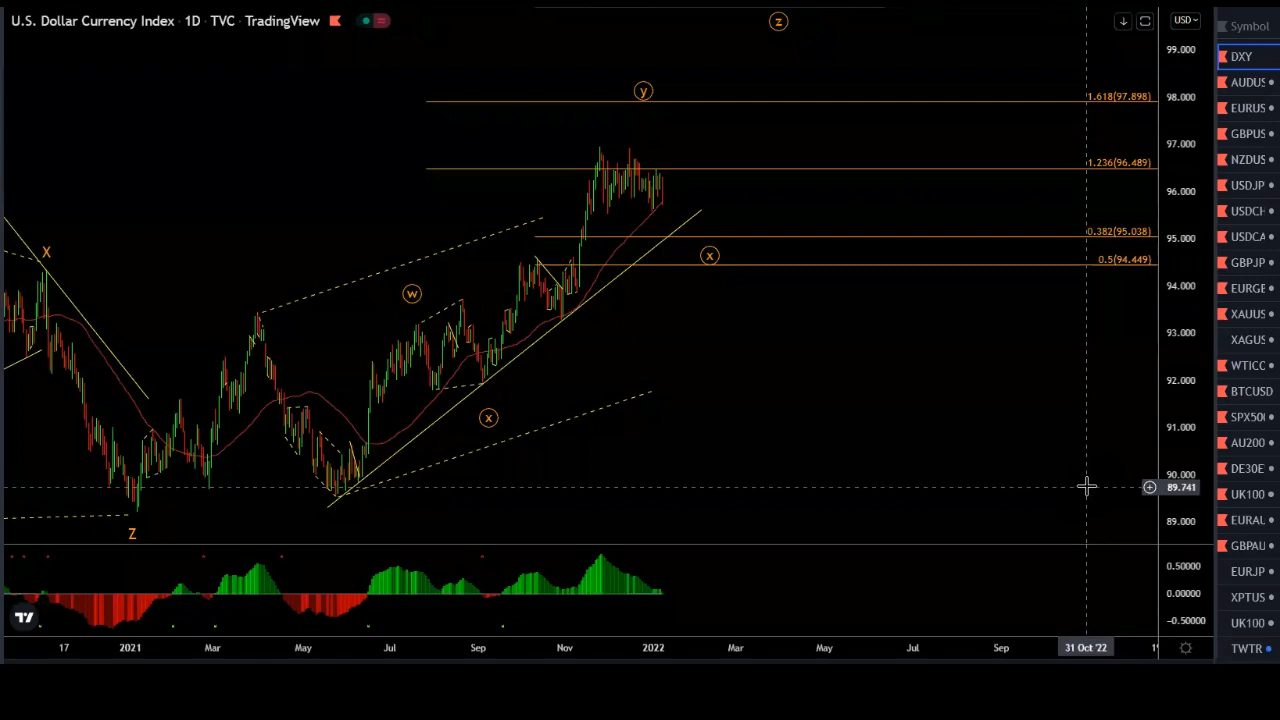 U.S. Dollar Currency Index · 1D · TVC · TradingView
USD
Symbol
99.000
98.000
97.000
96.000
95.000
94.000
93.000
92.000
91.000
90.000
89.741
89.000
0.50000
0.00000
−0.50000
z
y
1.618(97.898)
1.236(96.489)
0.382(95.038)
0.5(94.449)
X
w
x
x
Z
17
2021
Mar
May
Jul
Sep
Nov
2022
Mar
May
Jul
Sep
31 Oct '22
DXY
AUDUS
EURUS
GBPUS
NZDUS
USDJP
USDCH
USDCA
GBPJP
EURGE
XAUUS
XAGUS
WTICC
BTCUSD
SPX50
AU200
DE30E
UK100
EURAL
GBPAU
EURJP
XPTUS
UK100
TWTR